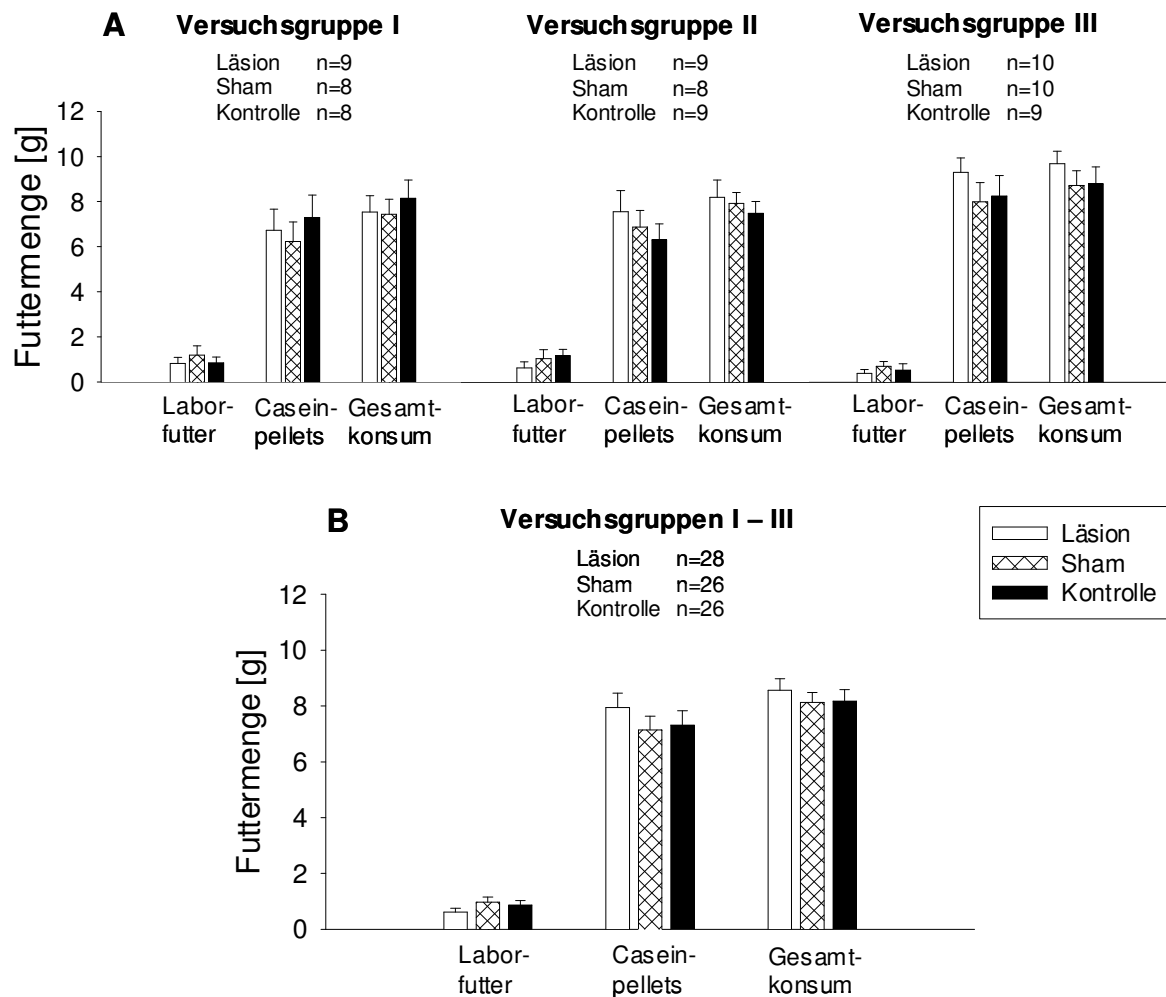 A
Versuchsgruppe I
Läsion n=9
Sham n=8
Kontrolle n=8
Versuchsgruppe II
Läsion n=9
Sham n=8
Kontrolle n=9
Versuchsgruppe III
Läsion n=10
Sham n=10
Kontrolle n=9
Futtermenge [g]
12
10
8
6
4
2
0
Labor-
futter
Casein-
pellets
Gesamt-
konsum
Labor-
futter
Casein-
pellets
Gesamt-
konsum
Labor-
futter
Casein-
pellets
Gesamt-
konsum
B
Versuchsgruppen I – III
Läsion n=28
Sham n=26
Kontrolle n=26
Läsion
Sham
Kontrolle
Futtermenge [g]
12
10
8
6
4
2
0
Labor-
futter
Casein-
pellets
Gesamt-
konsum